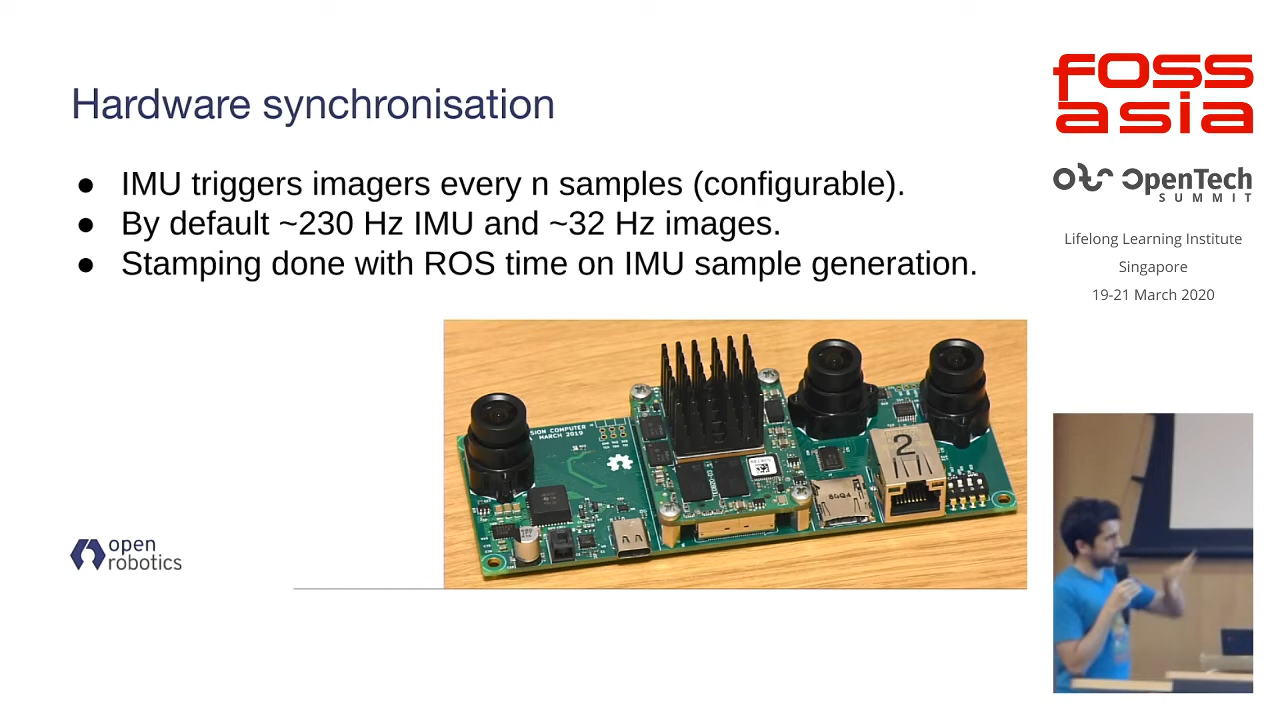 Hardware synchronisation
● IMU triggers imagers every n samples (configurable).
● By default ~230 Hz IMU and ~32 Hz images.
● Stamping done with ROS time on IMU sample generation.
SION COMPUTER
MARCH 2019
2
open
robotics
FOSS
asia
OpenTech
SUMMIT
Lifelong Learning Institute
Singapore
19-21 March 2020